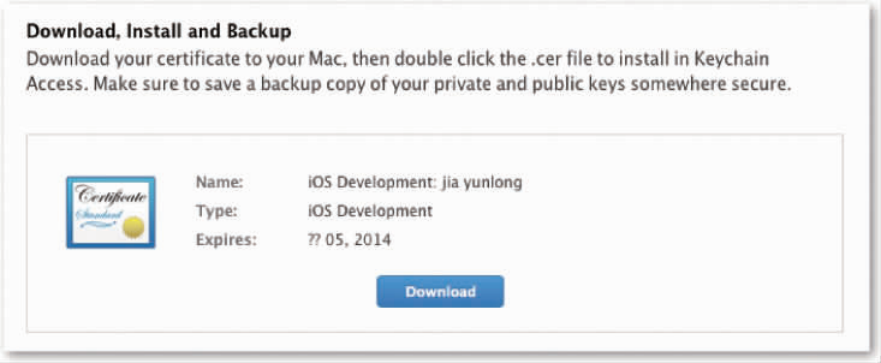 Download, Install and Backup
Download your certificate to your Mac, then double click the .cer file to install in Keychain
Access. Make sure to save a backup copy of your private and public keys somewhere secure.
Certificate
Standard
Name: iOS Development: jia yunlong
Type: iOS Development
Expires: ?? 05, 2014
Download